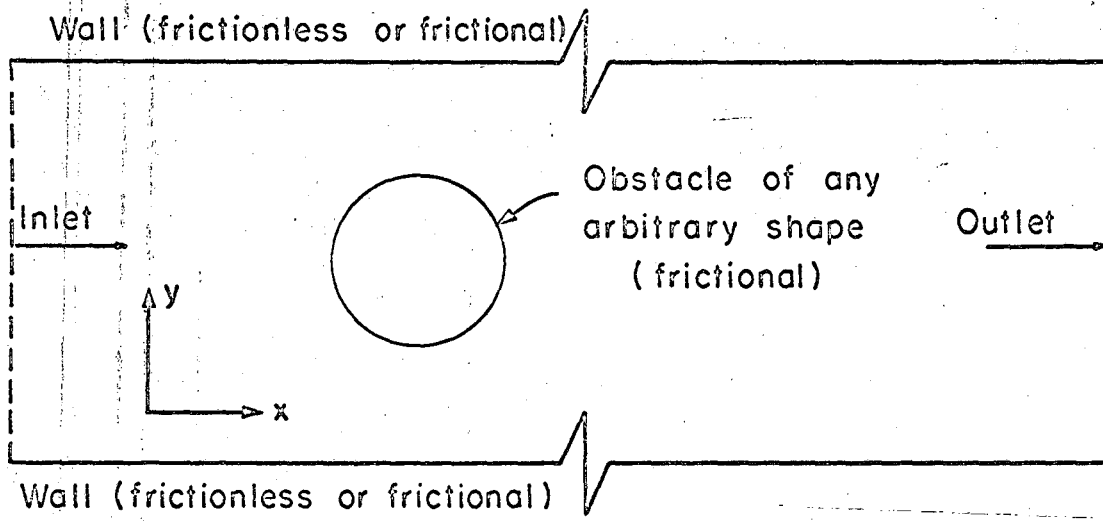 Wall (frictionless or frictional)
Inlet
Obstacle of any
arbitrary shape
(frictional)
Outlet
y
x
Wall (frictionless or frictional)